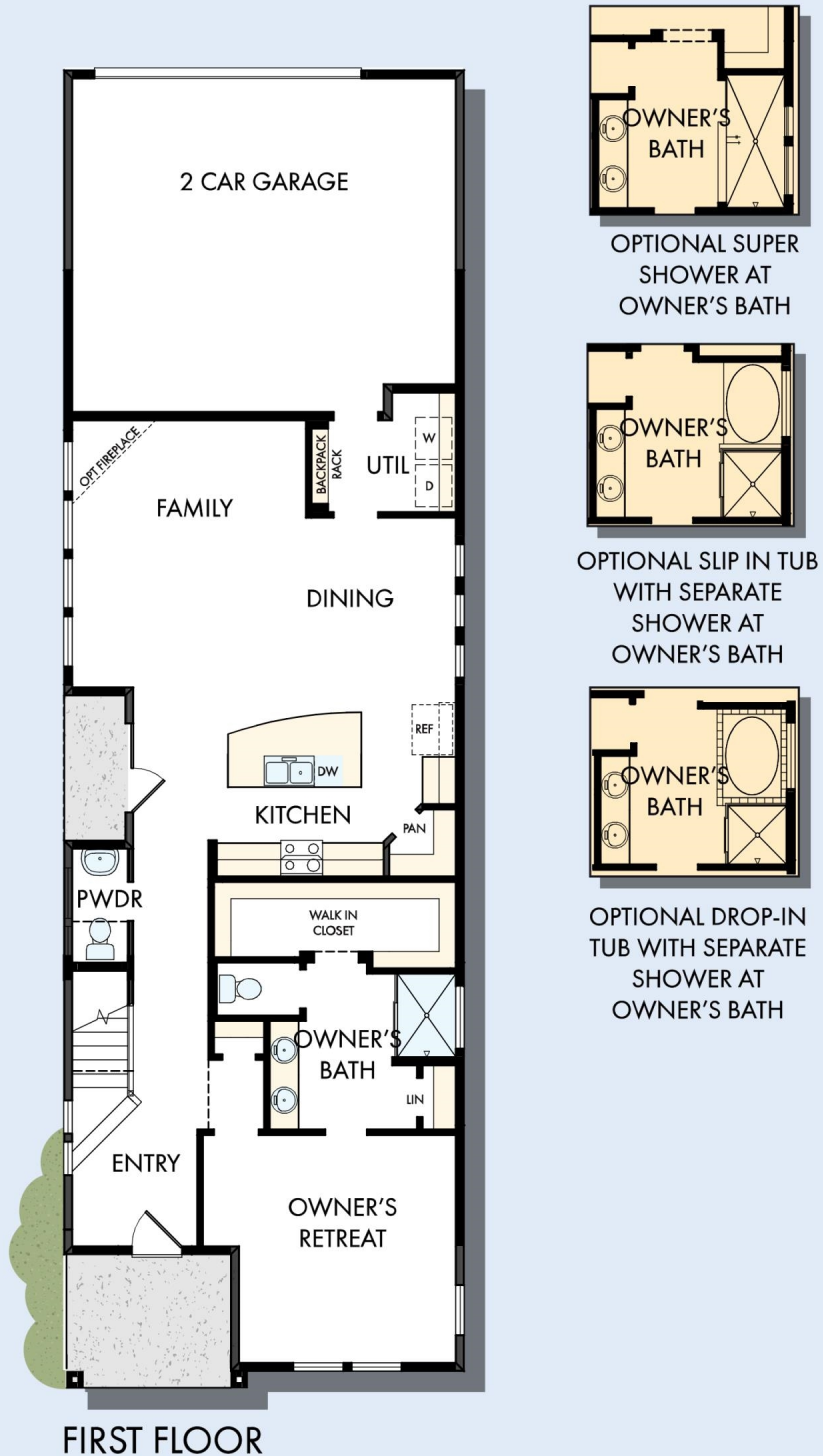 2 CAR GARAGE
OPT FIREPLACE
FAMILY
BACKPACK
RACK
UTIL
W
D
DINING
REF
DW
KITCHEN
PAN
PWDR
WALK IN
CLOSET
OWNER'S
BATH
LIN
ENTRY
OWNER'S
RETREAT
FIRST FLOOR
OWNER'S
BATH
OPTIONAL SUPER
SHOWER AT
OWNER'S BATH
OWNER'S
BATH
OPTIONAL SLIP IN TUB
WITH SEPARATE
SHOWER AT
OWNER'S BATH
OWNER'S
BATH
OPTIONAL DROP-IN
TUB WITH SEPARATE
SHOWER AT
OWNER'S BATH